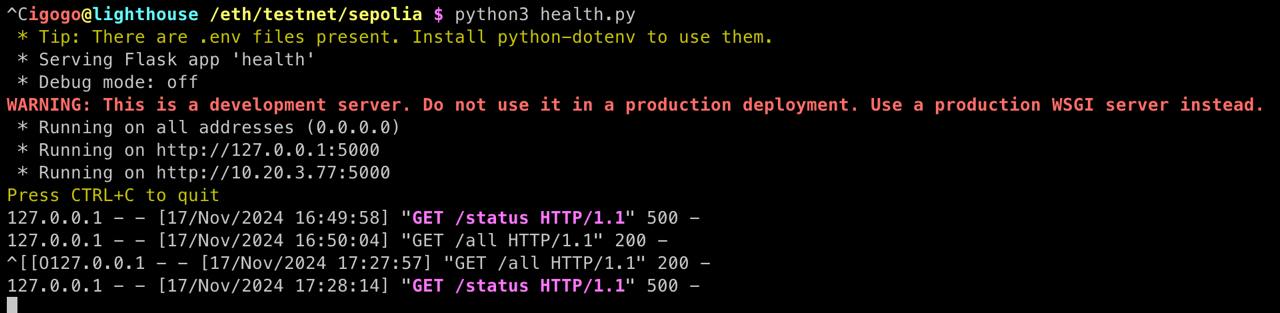 ^Cigogo@lighthouse /eth/testnet/sepolia $ python3 health.py
 * Tip: There are .env files present. Install python-dotenv to use them.
 * Serving Flask app 'health'
 * Debug mode: off
WARNING: This is a development server. Do not use it in a production deployment. Use a production WSGI server instead.
 * Running on all addresses (0.0.0.0)
 * Running on http://127.0.0.1:5000
 * Running on http://10.20.3.77:5000
Press CTRL+C to quit
127.0.0.1 - - [17/Nov/2024 16:49:58] "GET /status HTTP/1.1" 500 -
127.0.0.1 - - [17/Nov/2024 16:50:04] "GET /all HTTP/1.1" 200 -
^[[O127.0.0.1 - - [17/Nov/2024 17:27:57] "GET /all HTTP/1.1" 200 -
127.0.0.1 - - [17/Nov/2024 17:28:14] "GET /status HTTP/1.1" 500 -